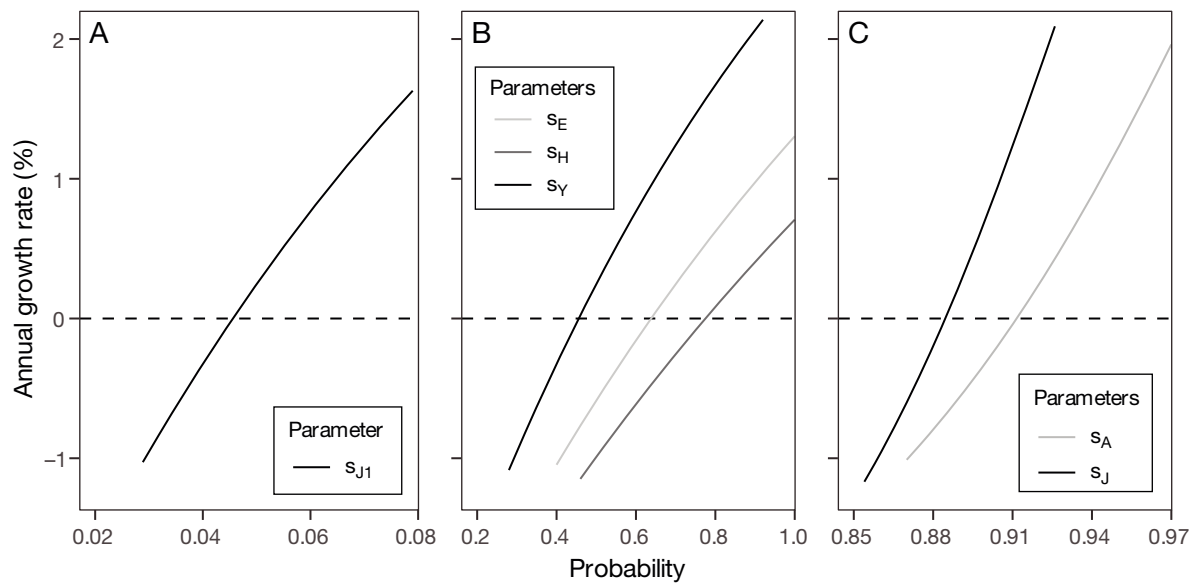 A
B
C
Annual growth rate (%)
2
1
0
−1
Parameter
sJ1
Parameters
sE
sH
sY
Parameters
sA
sJ
0.02 0.04 0.06 0.08
0.2 0.4 0.6 0.8 1.0
0.85 0.88 0.91 0.94 0.97
Probability